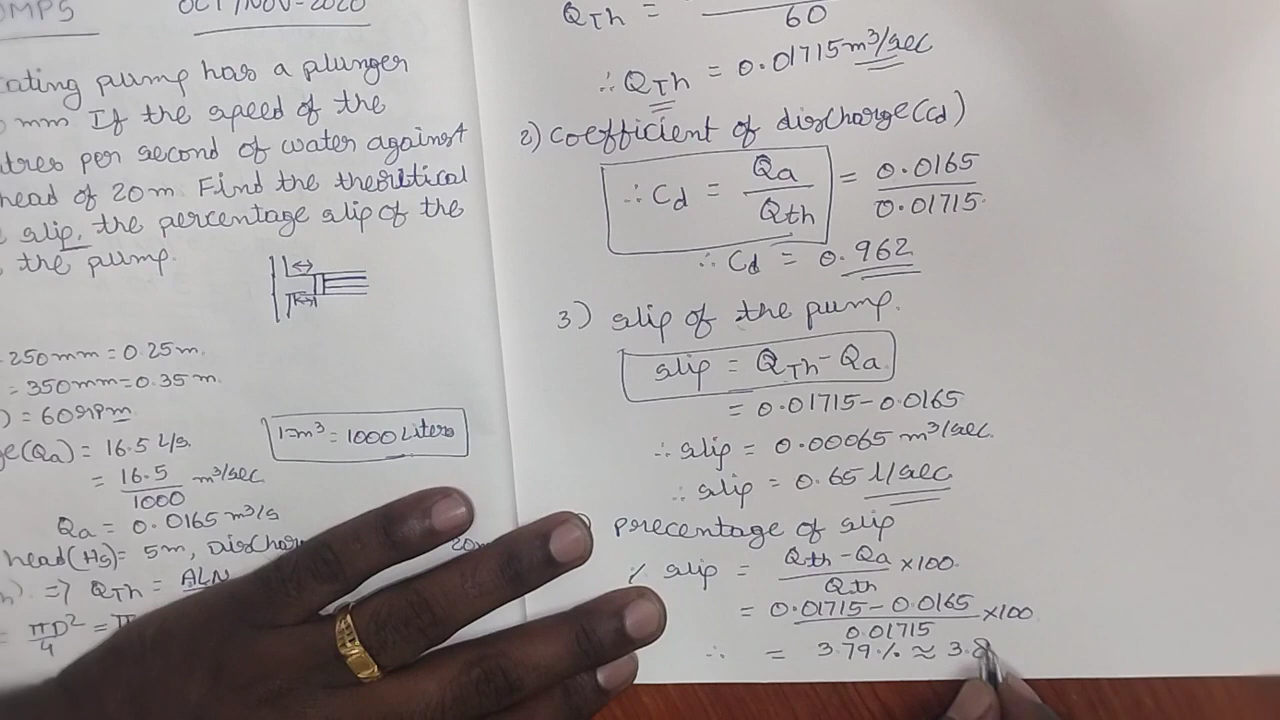 OCT/NOV-2020
plunger
pump has a
mm If the speed of the
per second of water against
head of 20m. Find the theoritical
slip, the percentage slip of the
the pump.
250mm = 0.25m.
= 350mm = 0.35m.
) = 60rpm
(Qa) = 16.5 L/s.
= 16.5/1000 m³/sec
Qa = 0.0165 m³/s
head(Hs) = 5m,
20m
=> QTh = ALN
= πD²/4 =
1m³ = 1000 Liters
QTh =
60
∴ QTh = 0.01715 m³/sec
2) coefficient of discharge(Cd)
∴ Cd = Qa/Qth = 0.0165/0.01715.
∴ Cd = 0.962
3) slip of the pump.
slip = QTh - Qa
= 0.01715 - 0.0165
∴ slip = 0.00065 m³/sec.
∴ slip = 0.65 l/sec
precentage of slip
% slip = Qth - Qa/Qth × 100.
= 0.01715 - 0.0165/0.01715 × 100
∴ = 3.79% ≈ 3.8